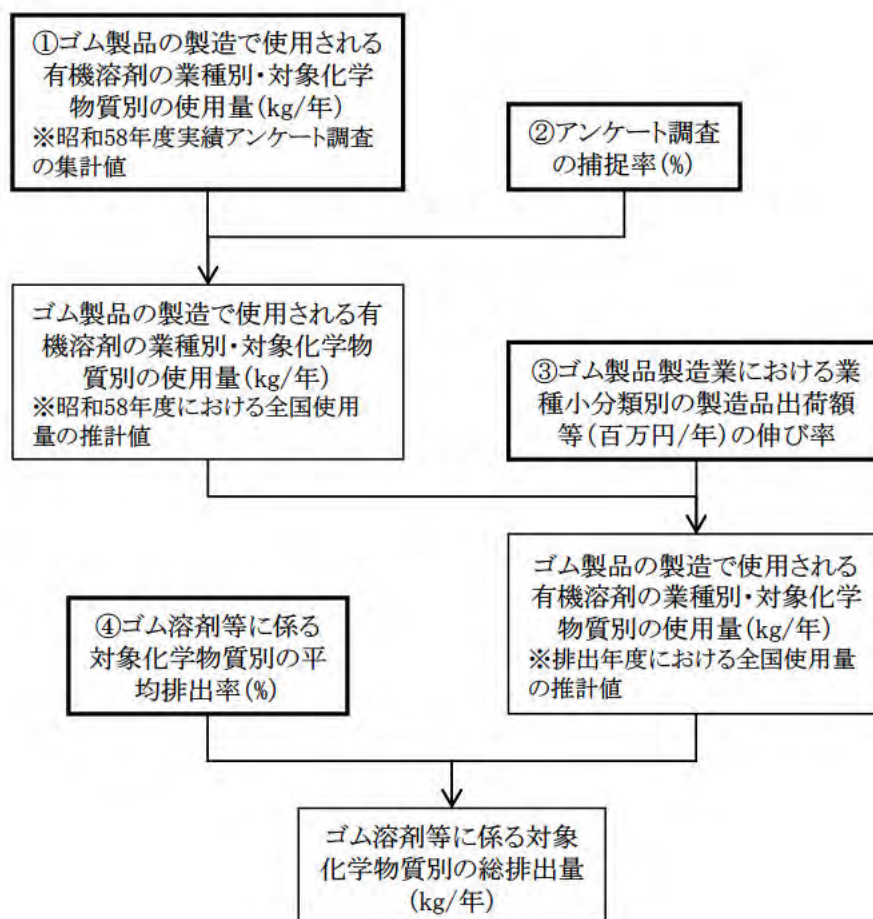 ①ゴム製品の製造で使用される
有機溶剤の業種別・対象化学
物質別の使用量(kg/年)
※昭和58年度実績アンケート調査
の集計値
②アンケート調査
の捕捉率(%)
ゴム製品の製造で使用される有
機溶剤の業種別・対象化学物
質別の使用量(kg/年)
※昭和58年度における全国使用
量の推計値
③ゴム製品製造業における業
種小分類別の製造品出荷額
等(百万円/年)の伸び率
ゴム製品の製造で使用される
有機溶剤の業種別・対象化学
物質別の使用量(kg/年)
※排出年度における全国使用量
の推計値
④ゴム溶剤等に係る
対象化学物質別の平
均排出率(%)
ゴム溶剤等に係る対象
化学物質別の総排出量
(kg/年)